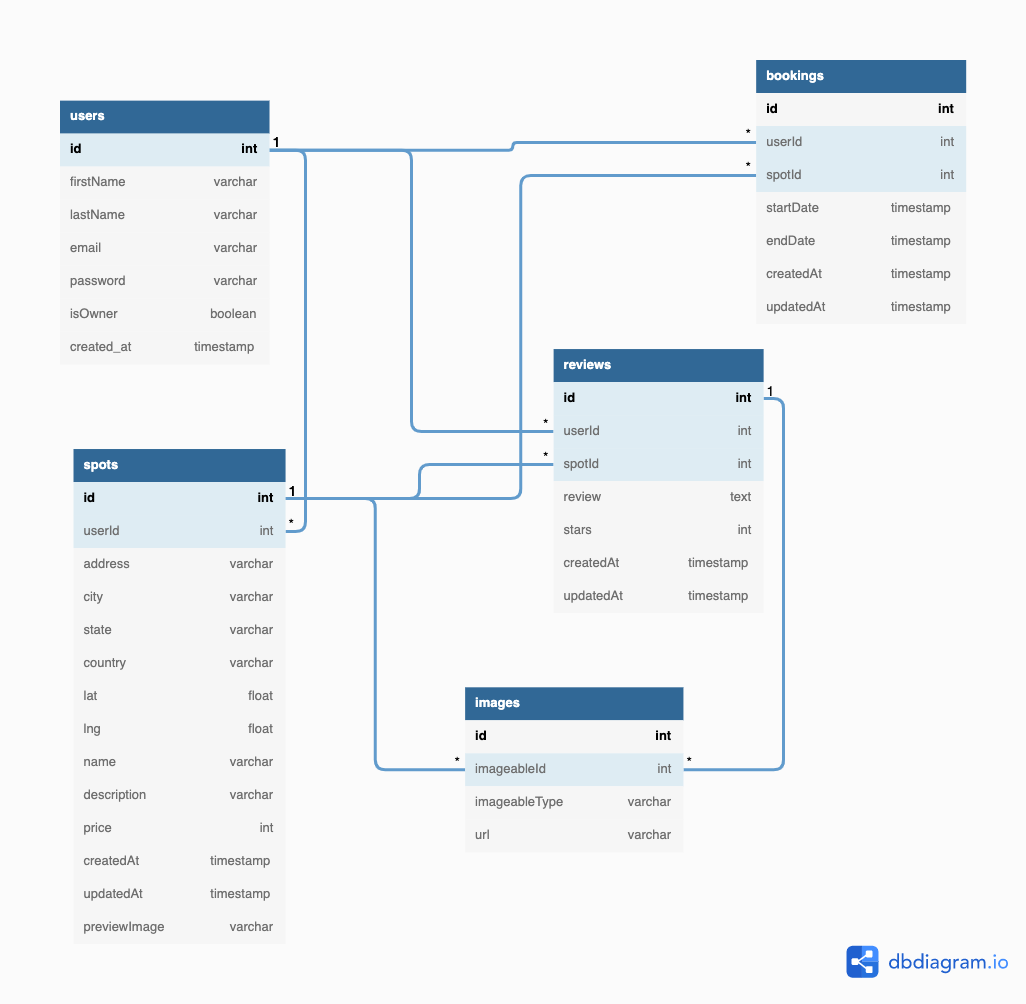 users
id int 1
firstName varchar
lastName varchar
email varchar
password varchar
isOwner boolean
created_at timestamp
bookings
id int
* userId int
* spotId int
startDate timestamp
endDate timestamp
createdAt timestamp
updatedAt timestamp
reviews
id int 1
* userId int
* spotId int
review text
stars int
createdAt timestamp
updatedAt timestamp
spots
id int 1
userId int *
address varchar
city varchar
state varchar
country varchar
lat float
lng float
name varchar
description varchar
price int
createdAt timestamp
updatedAt timestamp
previewImage varchar
images
id int
* imageableId int *
imageableType varchar
url varchar
dbdiagram.io